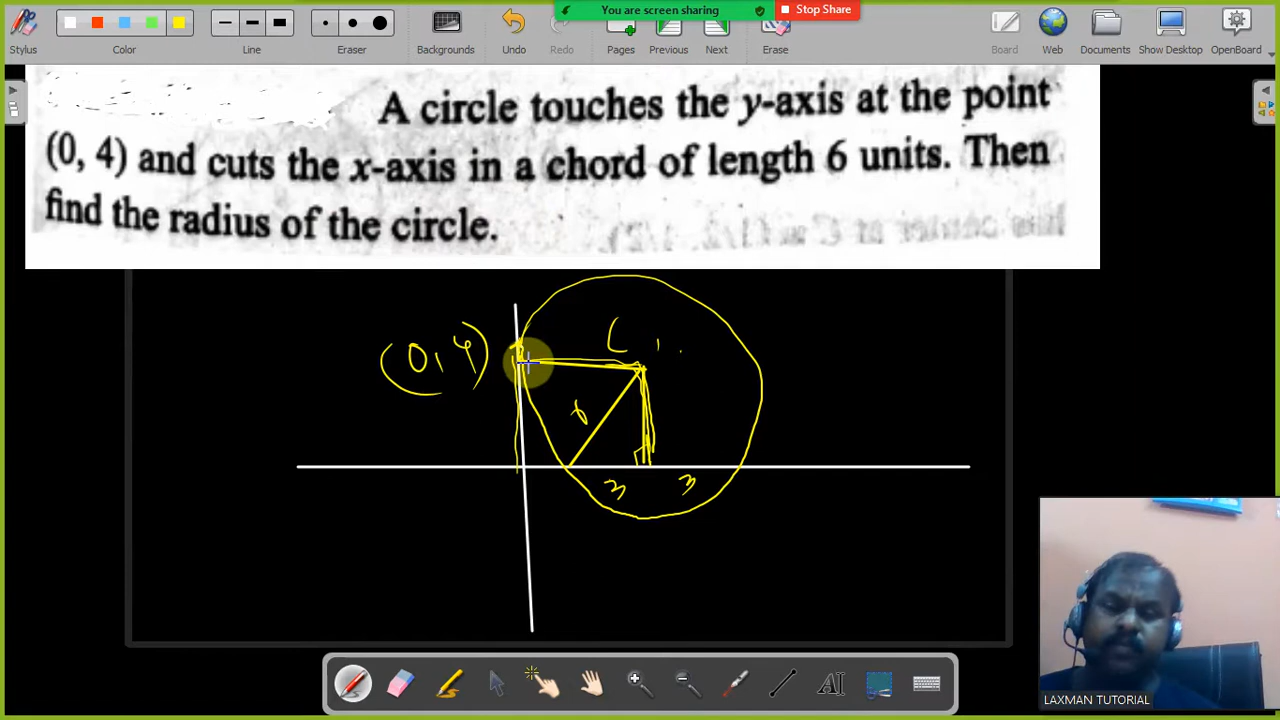 You are screen sharing
Stop Share
Stylus
Color
Line
Eraser
Backgrounds
Undo
Redo
Pages
Previous
Next
Erase
Board
Web
Documents
Show Desktop
OpenBoard
A circle touches the y-axis at the point
(0, 4) and cuts the x-axis in a chord of length 6 units. Then
find the radius of the circle.
(0, 4)
C
r
3
3
LAXMAN TUTORIAL